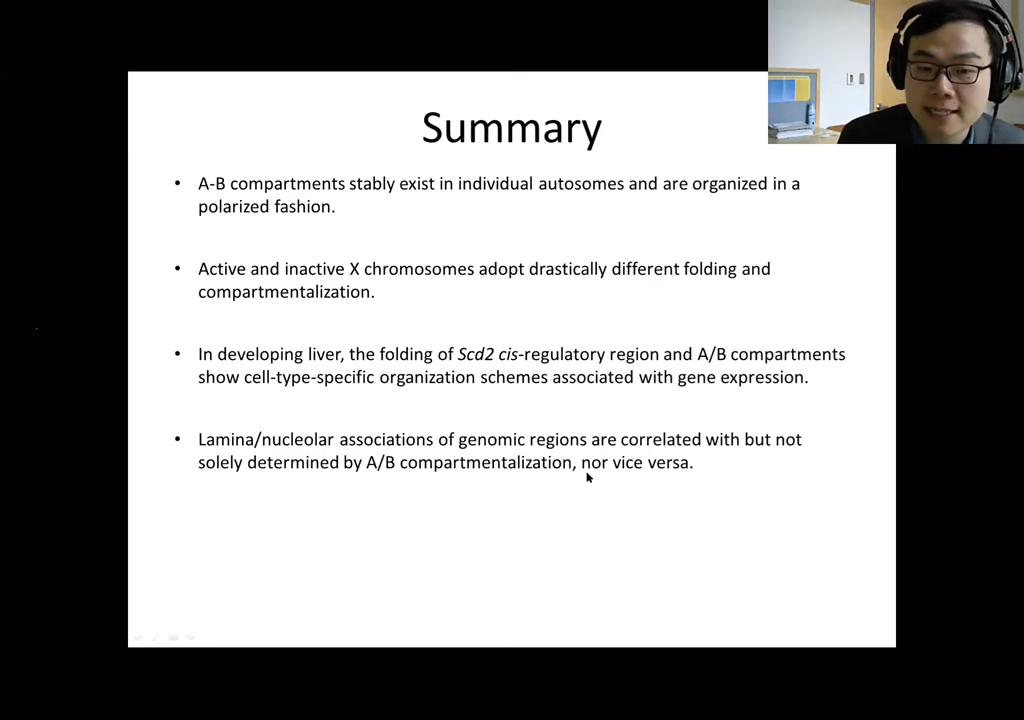 Summary
• A-B compartments stably exist in individual autosomes and are organized in a
polarized fashion.
• Active and inactive X chromosomes adopt drastically different folding and
compartmentalization.
• In developing liver, the folding of Scd2 cis-regulatory region and A/B compartments
show cell-type-specific organization schemes associated with gene expression.
• Lamina/nucleolar associations of genomic regions are correlated with but not
solely determined by A/B compartmentalization, nor vice versa.